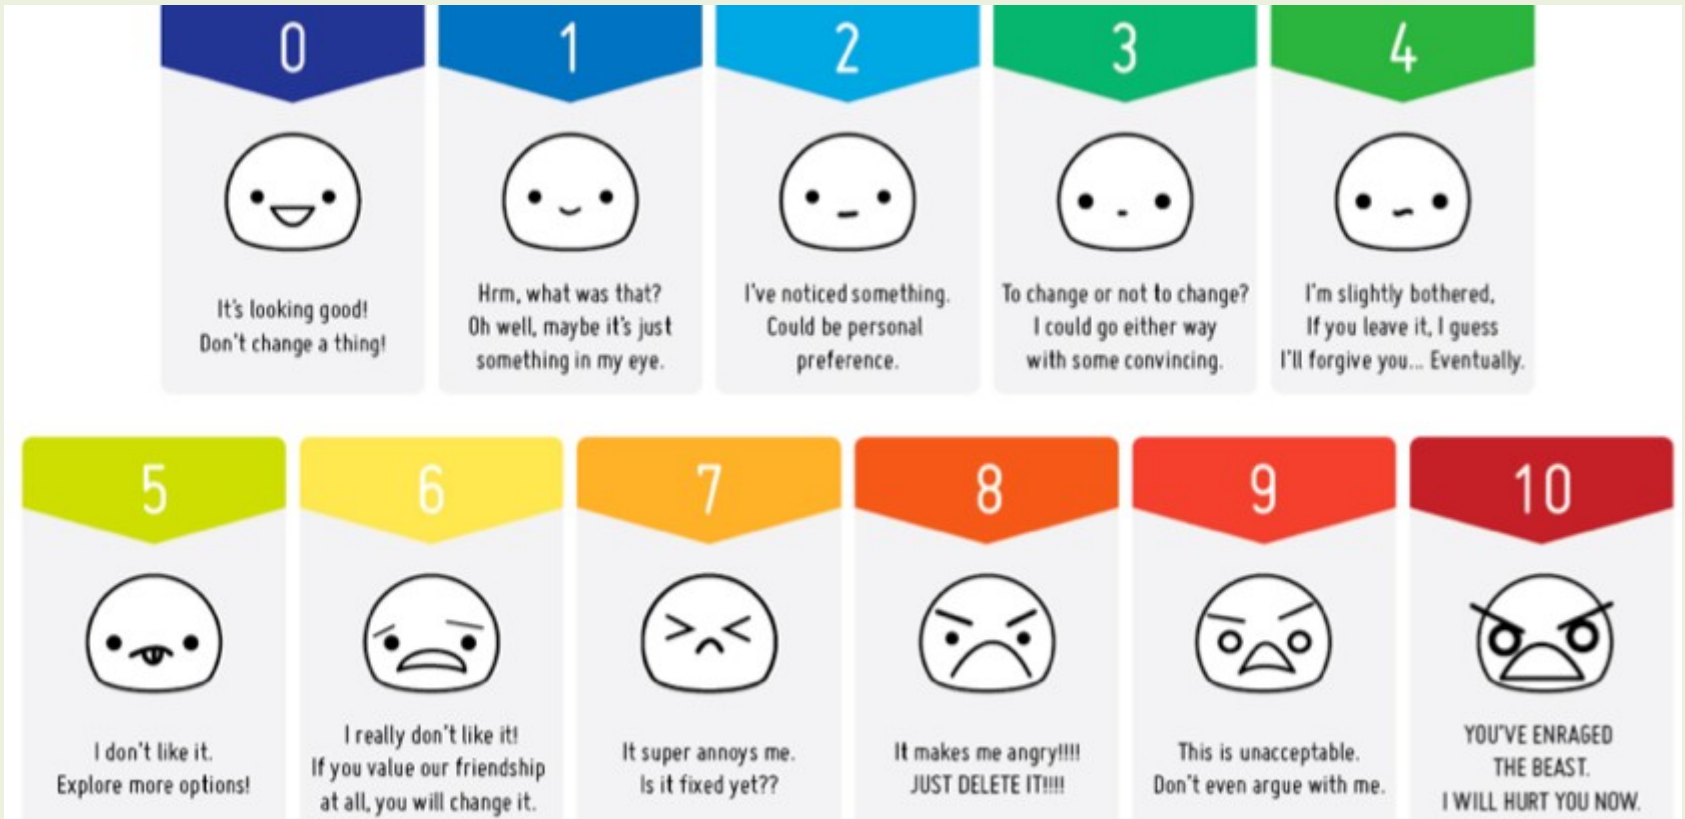 0
It's looking good!
Don't change a thing!
1
Hrm, what was that?
Oh well, maybe it's just
something in my eye.
2
I've noticed something.
Could be personal
preference.
3
To change or not to change?
I could go either way
with some convincing.
4
I'm slightly bothered,
If you leave it, I guess
I'll forgive you... Eventually.
5
I don't like it.
Explore more options!
6
I really don't like it!
If you value our friendship
at all, you will change it.
7
It super annoys me.
Is it fixed yet??
8
It makes me angry!!!!
JUST DELETE IT!!!!
9
This is unacceptable.
Don't even argue with me.
10
YOU'VE ENRAGED
THE BEAST.
I WILL HURT YOU NOW.